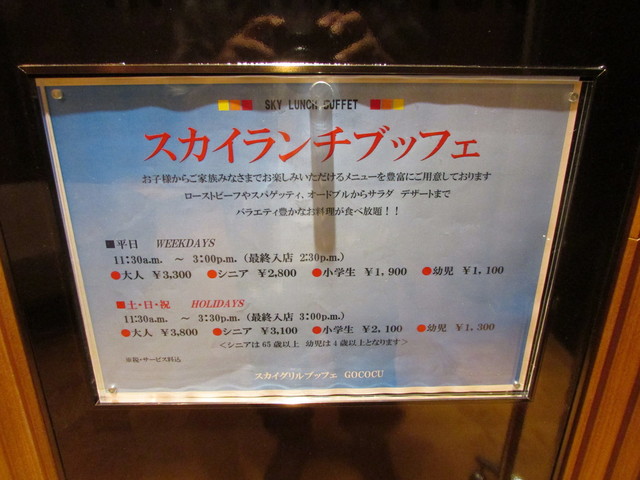 SKY LUNCH BUFFET
スカイランチブッフェ
お子様からご家族みなさまでお楽しみいただけるメニューを豊富にご用意しております
ローストビーフやスパゲッティ、オードブルからサラダ デザートまで
バラエティ豊かなお料理が食べ放題！！
■平日 WEEKDAYS
11:30a.m. ～ 3:00p.m. (最終入店 2:30p.m.)
●大人 ￥3,300 ●シニア ￥2,800 ●小学生 ￥1,900 ●幼児 ￥1,100
■土・日・祝 HOLIDAYS
11:30a.m. ～ 3:30p.m. (最終入店 3:00p.m.)
●大人 ￥3,800 ●シニア ￥3,100 ●小学生 ￥2,100 ●幼児 ￥1,300
＜シニアは65歳以上 幼児は4歳以上となります＞
※税・サービス料込
スカイグリルブッフェ GOCOCU